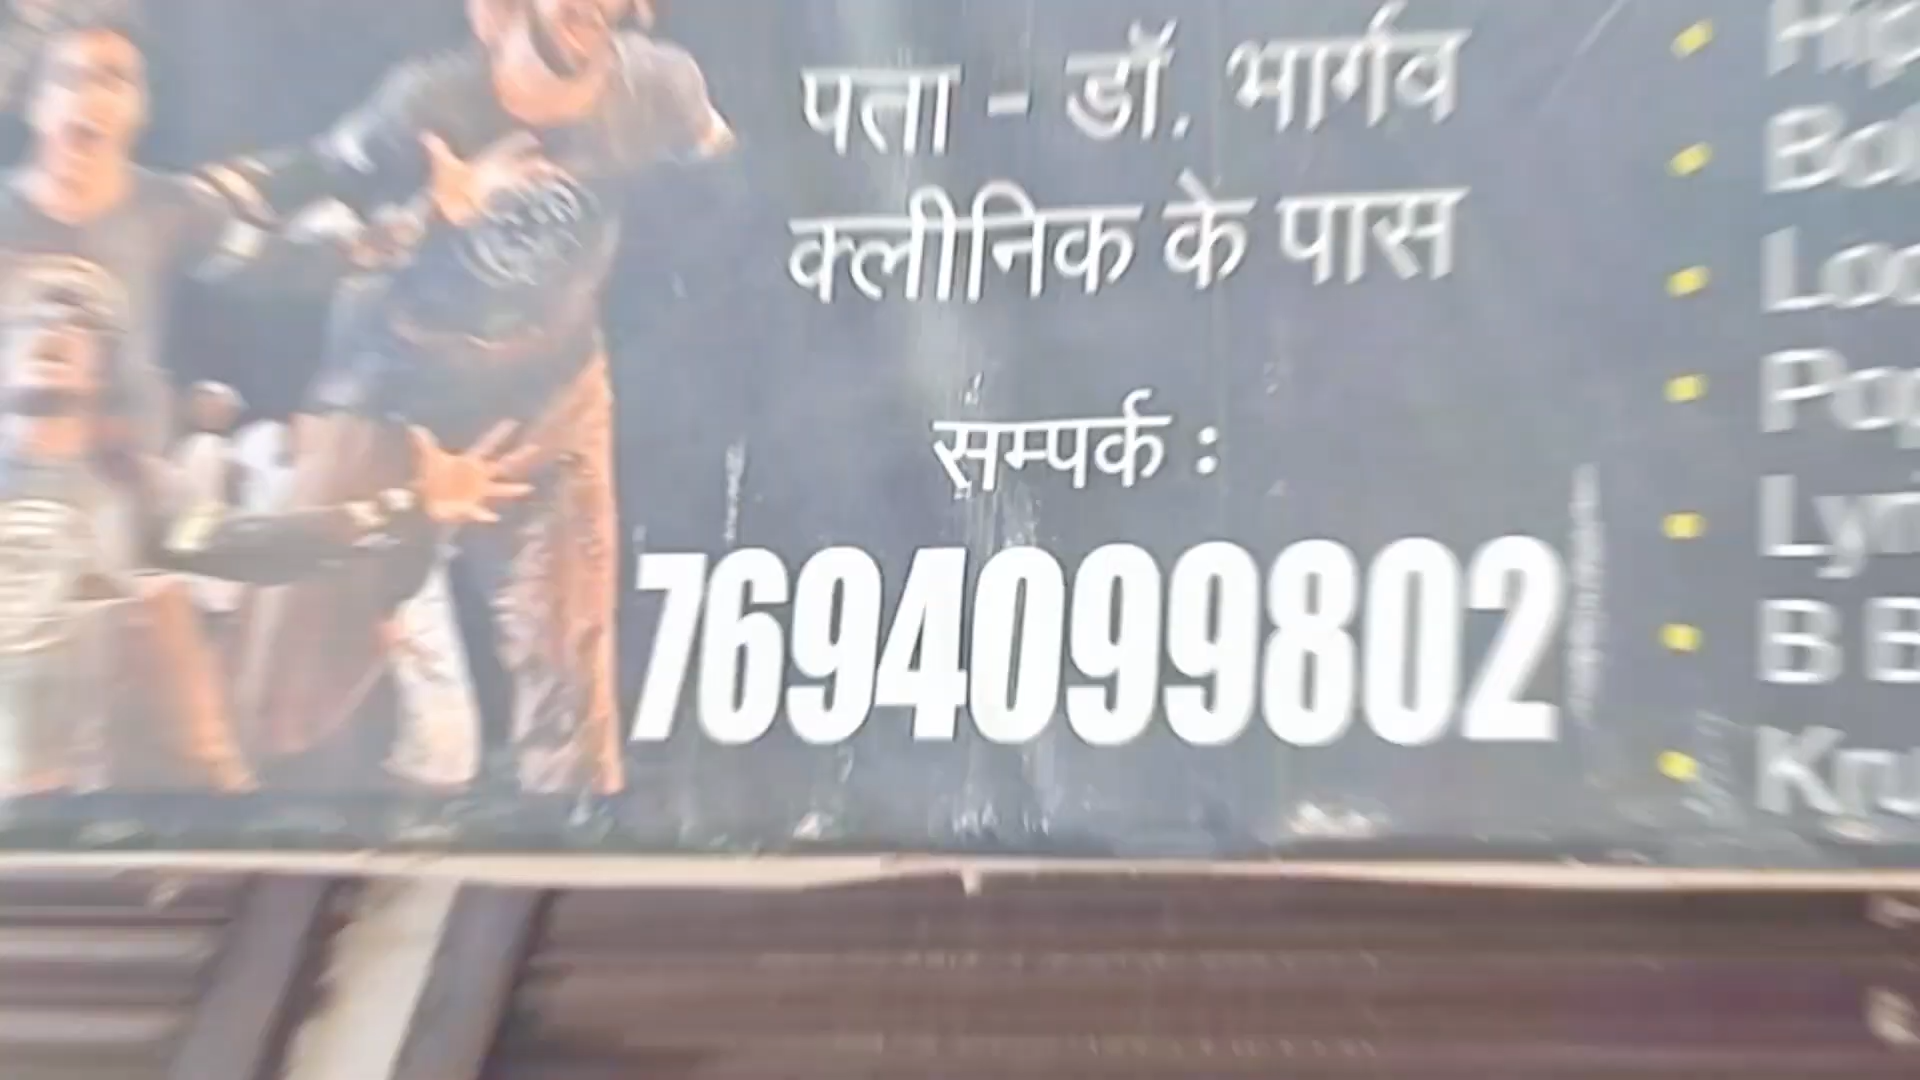 पता - डॉ. भार्गव
क्लीनिक के पास
सम्पर्क :
7694099802
B B